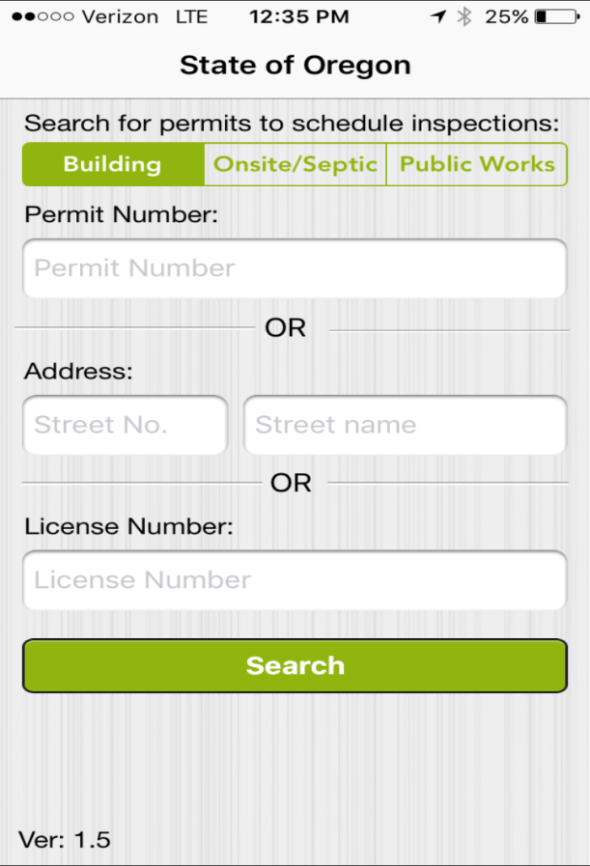 Verizon LTE 12:35 PM 25%
State of Oregon
Search for permits to schedule inspections:
Building Onsite/Septic Public Works
Permit Number:
Permit Number
OR
Address:
Street No. Street name
OR
License Number:
License Number
Search
Ver: 1.5